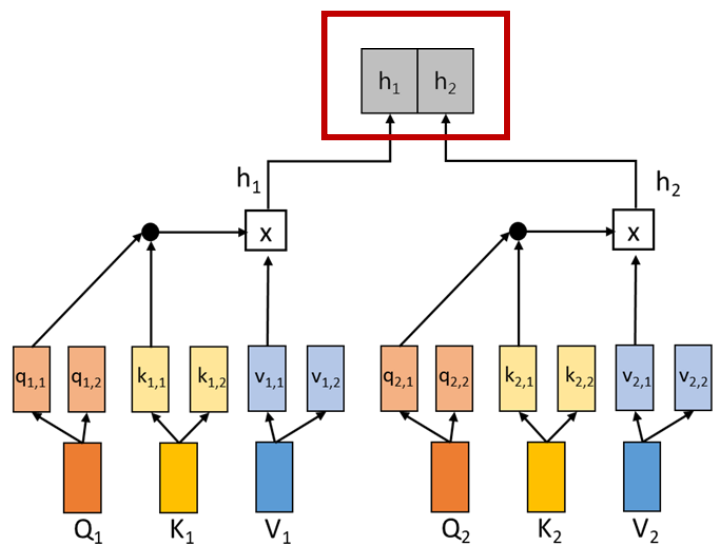 h₁ h₂
h₁ h₂
x x
q₁,₁ q₁,₂ k₁,₁ k₁,₂ v₁,₁ v₁,₂ q₂,₁ q₂,₂ k₂,₁ k₂,₂ v₂,₁ v₂,₂
Q₁ K₁ V₁ Q₂ K₂ V₂